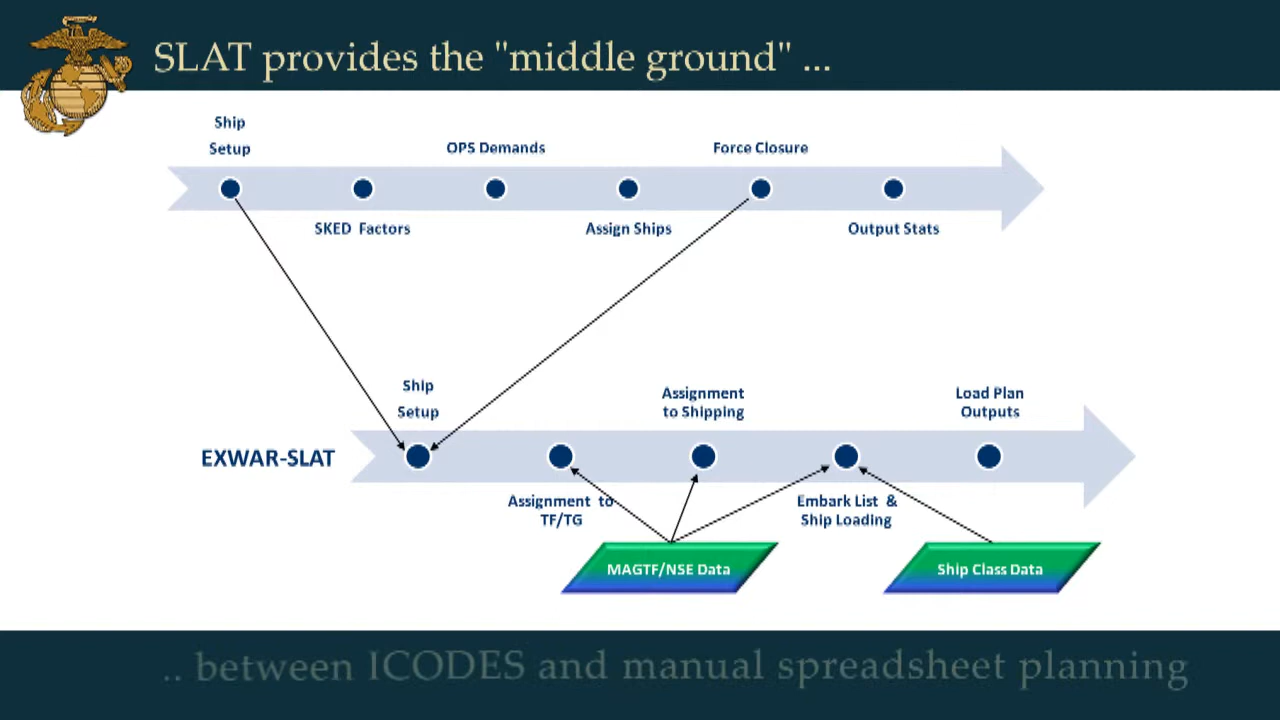 SLAT provides the "middle ground" ...
Ship
Setup
OPS Demands
Force Closure
SKED Factors
Assign Ships
Output Stats
Ship
Setup
Assignment
to Shipping
Load Plan
Outputs
EXWAR-SLAT
Assignment to
TF/TG
Embark List &
Ship Loading
MAGTF/NSE Data
Ship Class Data
.. between ICODES and manual spreadsheet planning